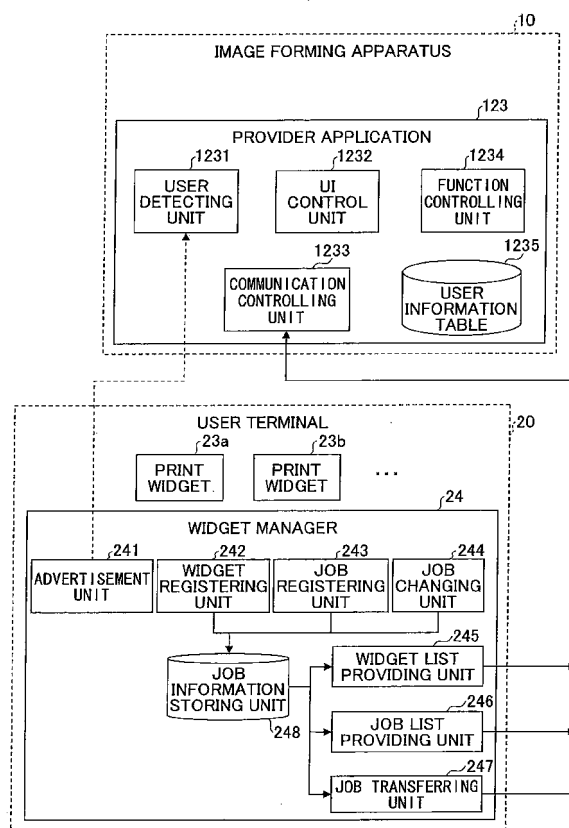 10
IMAGE FORMING APPARATUS
123
PROVIDER APPLICATION
1231
USER
DETECTING
UNIT
1232
UI
CONTROL
UNIT
1234
FUNCTION
CONTROLLING
UNIT
1233
COMMUNICATION
CONTROLLING
UNIT
1235
USER
INFORMATION
TABLE
USER TERMINAL
20
23a
PRINT
WIDGET
23b
PRINT
WIDGET
...
24
WIDGET MANAGER
241
ADVERTISEMENT
UNIT
242
WIDGET
REGISTERING
UNIT
243
JOB
REGISTERING
UNIT
244
JOB
CHANGING
UNIT
JOB
INFORMATION
STORING UNIT
248
245
WIDGET LIST
PROVIDING UNIT
246
JOB LIST
PROVIDING UNIT
247
JOB TRANSFERRING
UNIT